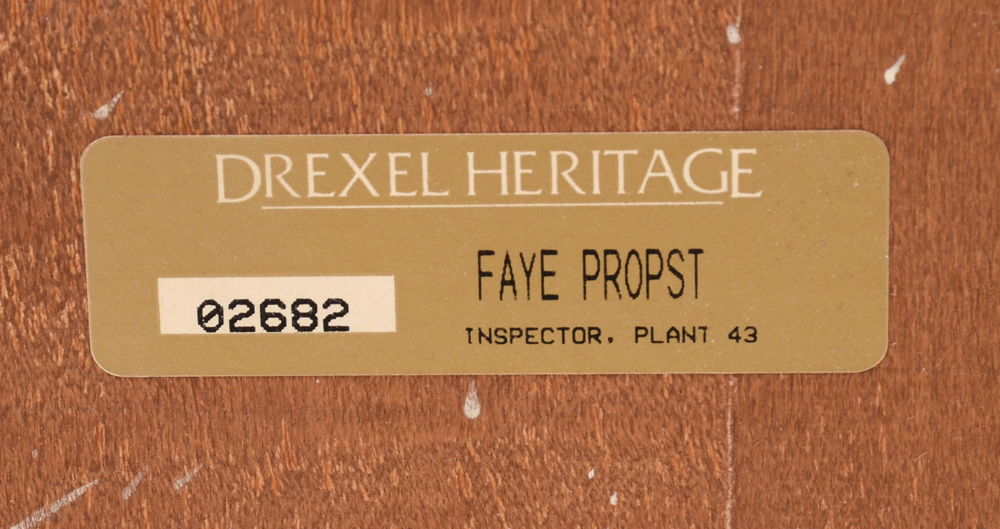 DREXEL HERITAGE
FAYE PROPST
02682
INSPECTOR, PLANT 43